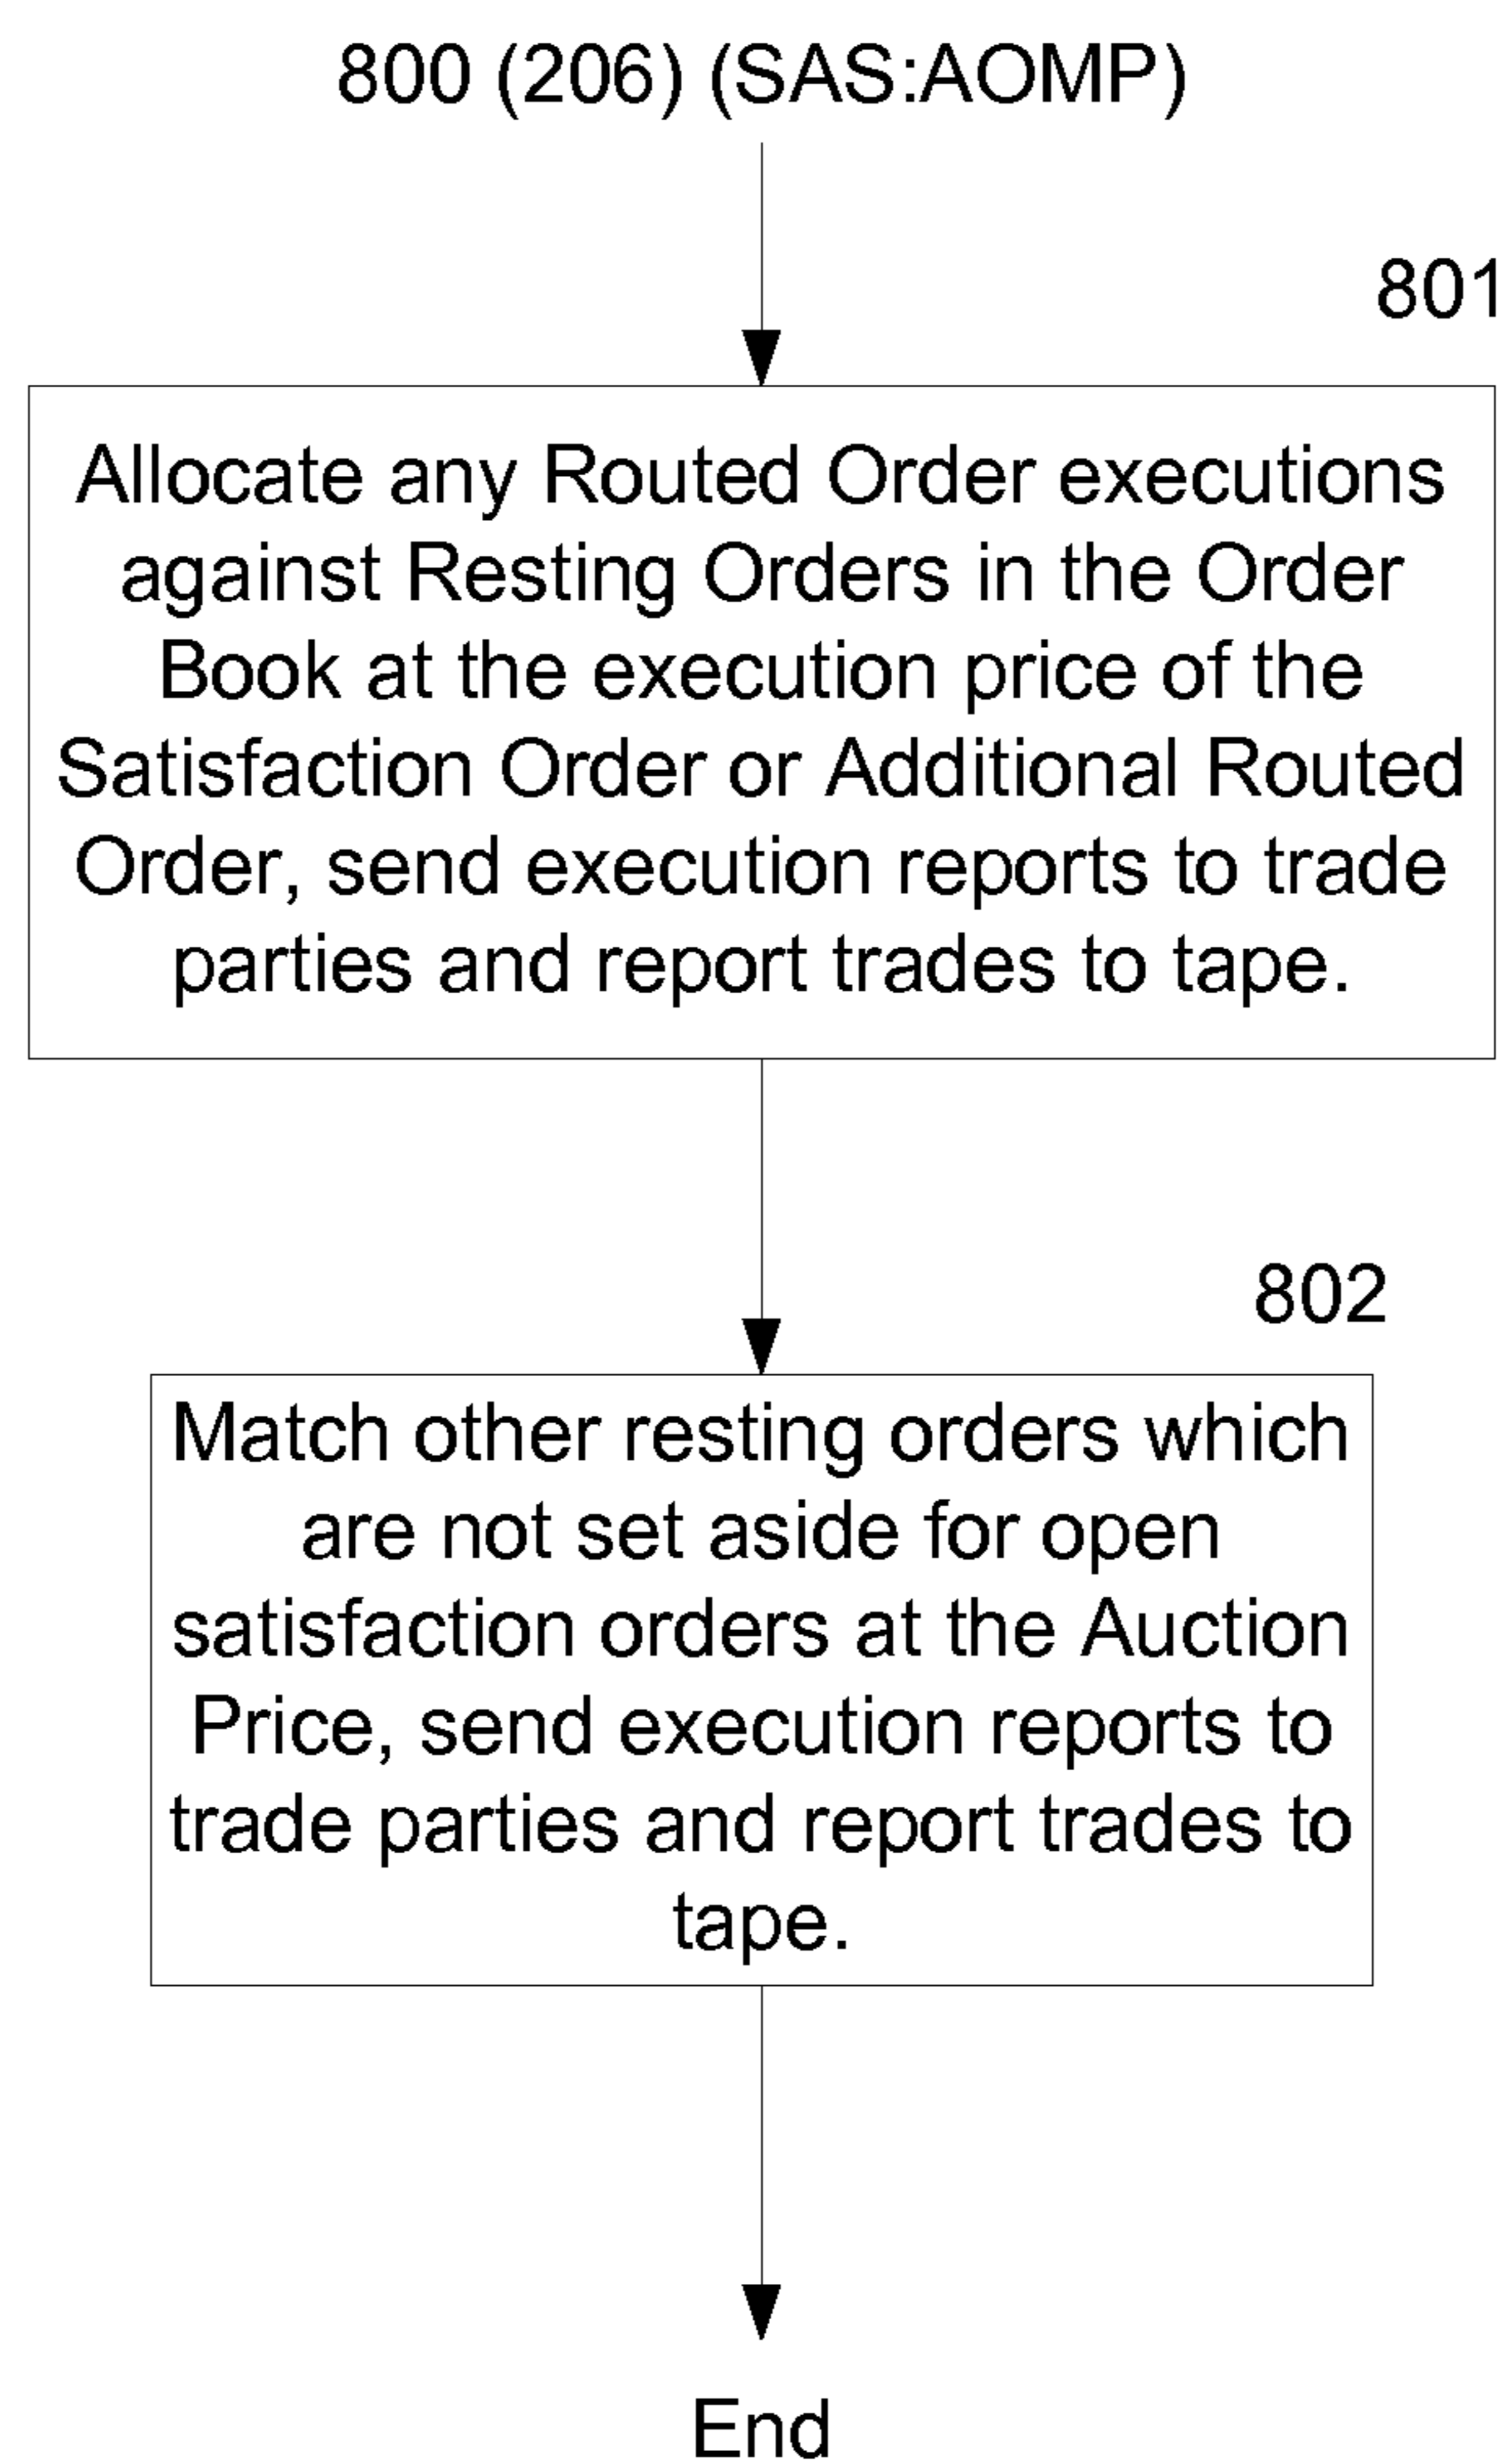 800 (206) (SAS:AOMP)
801
Allocate any Routed Order executions
against Resting Orders in the Order
Book at the execution price of the
Satisfaction Order or Additional Routed
Order, send execution reports to trade
parties and report trades to tape.
802
Match other resting orders which
are not set aside for open
satisfaction orders at the Auction
Price, send execution reports to
trade parties and report trades to
tape.
End